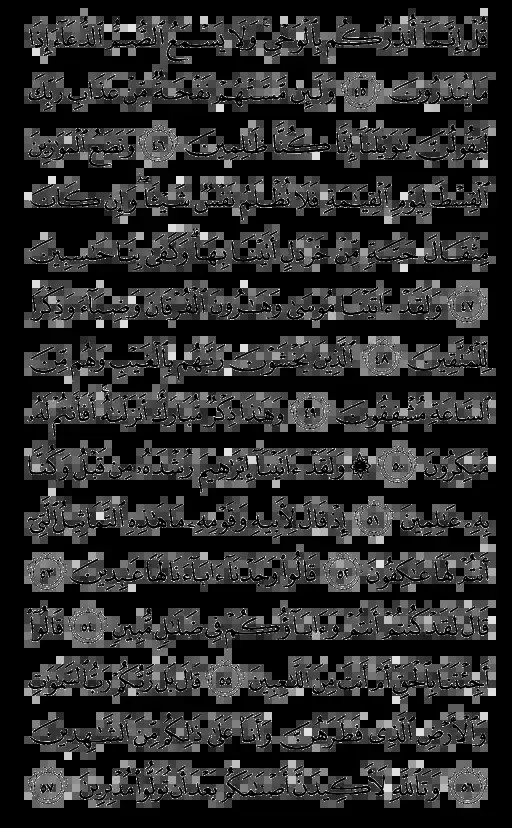 قُلْ إِنَّمَآ أُنذِرُكُم بِٱلْوَحْىِ ۚ وَلَا يَسْمَعُ ٱلصُّمُّ ٱلدُّعَآءَ إِذَا
مَا يُنذَرُونَ ٤٥ وَلَئِن مَّسَّتْهُمْ نَفْحَةٌ مِّنْ عَذَابِ رَبِّكَ
لَيَقُولُنَّ يَـٰوَيْلَنَآ إِنَّا كُنَّا ظَـٰلِمِينَ ٤٦ وَنَضَعُ ٱلْمَوَٰزِينَ
ٱلْقِسْطَ لِيَوْمِ ٱلْقِيَـٰمَةِ فَلَا تُظْلَمُ نَفْسٌ شَيْـًٔا ۖ وَإِن كَانَ
مِثْقَالَ حَبَّةٍ مِّنْ خَرْدَلٍ أَتَيْنَا بِهَا ۗ وَكَفَىٰ بِنَا حَـٰسِبِينَ
٤٧ وَلَقَدْ ءَاتَيْنَا مُوسَىٰ وَهَـٰرُونَ ٱلْفُرْقَانَ وَضِيَآءً وَذِكْرًا
لِّلْمُتَّقِينَ ٤٨ ٱلَّذِينَ يَخْشَوْنَ رَبَّهُم بِٱلْغَيْبِ وَهُم مِّنَ
ٱلسَّاعَةِ مُشْفِقُونَ ٤٩ وَهَـٰذَا ذِكْرٌ مُّبَارَكٌ أَنزَلْنَـٰهُ ۚ أَفَأَنتُمْ لَهُۥ
مُنكِرُونَ ٥٠ ۞ وَلَقَدْ ءَاتَيْنَآ إِبْرَٰهِيمَ رُشْدَهُۥ مِن قَبْلُ وَكُنَّا
بِهِۦ عَـٰلِمِينَ ٥١ إِذْ قَالَ لِأَبِيهِ وَقَوْمِهِۦ مَا هَـٰذِهِ ٱلتَّمَاثِيلُ ٱلَّتِىٓ
أَنتُمْ لَهَا عَـٰكِفُونَ ٥٢ قَالُوا۟ وَجَدْنَآ ءَابَآءَنَا لَهَا عَـٰبِدِينَ ٥٣
قَالَ لَقَدْ كُنتُمْ أَنتُمْ وَءَابَآؤُكُمْ فِى ضَلَـٰلٍ مُّبِينٍ ٥٤ قَالُوٓا۟
أَجِئْتَنَا بِٱلْحَقِّ أَمْ أَنتَ مِنَ ٱللَّـٰعِبِينَ ٥٥ قَالَ بَل رَّبُّكُمْ رَبُّ ٱلسَّمَـٰوَٰتِ
وَٱلْأَرْضِ ٱلَّذِى فَطَرَهُنَّ وَأَنَا۠ عَلَىٰ ذَٰلِكُم مِّنَ ٱلشَّـٰهِدِينَ
٥٦ وَتَٱللَّهِ لَأَكِيدَنَّ أَصْنَـٰمَكُم بَعْدَ أَن تُوَلُّوا۟ مُدْبِرِينَ ٥٧